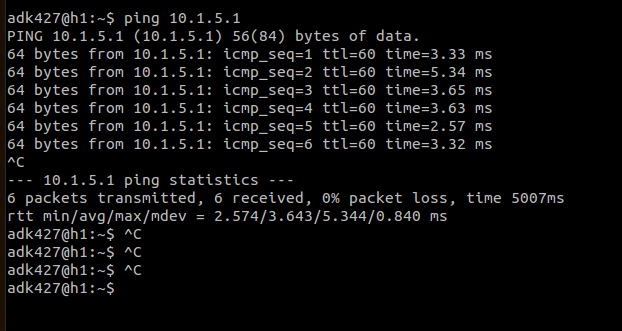 adk427@h1:~$ ping 10.1.5.1
PING 10.1.5.1 (10.1.5.1) 56(84) bytes of data.
64 bytes from 10.1.5.1: icmp_seq=1 ttl=60 time=3.33 ms
64 bytes from 10.1.5.1: icmp_seq=2 ttl=60 time=5.34 ms
64 bytes from 10.1.5.1: icmp_seq=3 ttl=60 time=3.65 ms
64 bytes from 10.1.5.1: icmp_seq=4 ttl=60 time=3.63 ms
64 bytes from 10.1.5.1: icmp_seq=5 ttl=60 time=2.57 ms
64 bytes from 10.1.5.1: icmp_seq=6 ttl=60 time=3.32 ms
^C
--- 10.1.5.1 ping statistics ---
6 packets transmitted, 6 received, 0% packet loss, time 5007ms
rtt min/avg/max/mdev = 2.574/3.643/5.344/0.840 ms
adk427@h1:~$ ^C
adk427@h1:~$ ^C
adk427@h1:~$ ^C
adk427@h1:~$